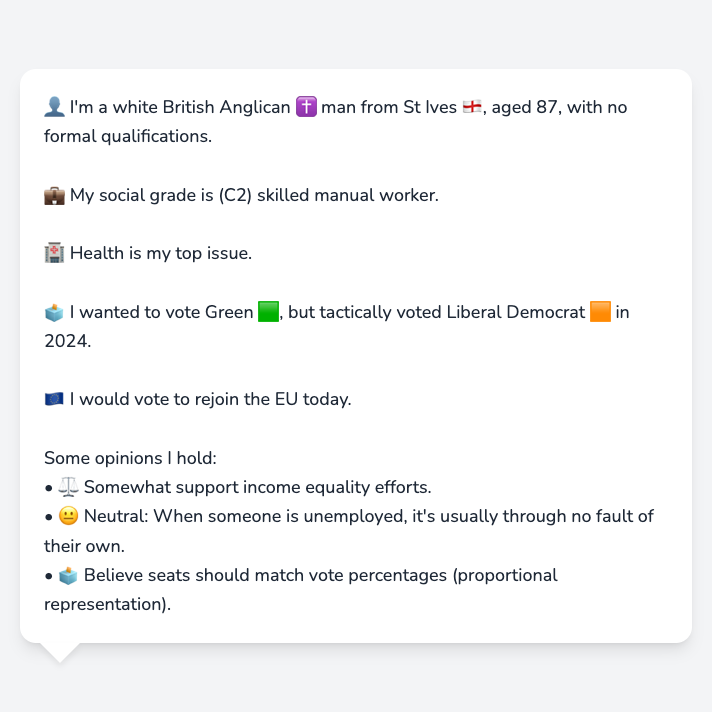 👤 I'm a white British Anglican ✝️ man from St Ives 🏴󠁧󠁢󠁥󠁮󠁧󠁿, aged 87, with no
formal qualifications.
💼 My social grade is (C2) skilled manual worker.
🏥 Health is my top issue.
🗳️ I wanted to vote Green 🟩, but tactically voted Liberal Democrat 🟧 in
2024.
🇪🇺 I would vote to rejoin the EU today.
Some opinions I hold:
• ⚖️ Somewhat support income equality efforts.
• 😐 Neutral: When someone is unemployed, it's usually through no fault of
their own.
• 🗳️ Believe seats should match vote percentages (proportional
representation).